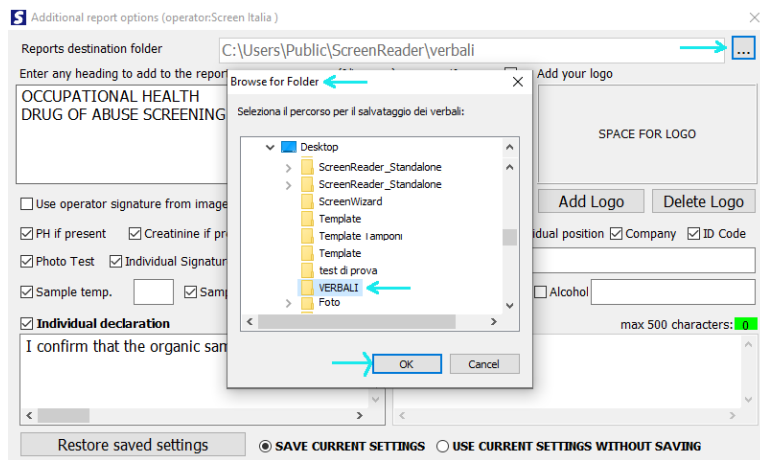 Additional report options (operator:Screen Italia )
Reports destination folder C:\Users\Public\ScreenReader\verbali ...
Enter any heading to add to the repor Add your logo
Browse for Folder
Seleziona il percorso per il salvataggio dei verbali:
OCCUPATIONAL HEALTH
DRUG OF ABUSE SCREENING
SPACE FOR LOGO
Desktop
ScreenReader_Standalone
ScreenReader_Standalone
ScreenWizard
Template
Template Tamponi
Template
test di prova
VERBALI
Foto
OK Cancel
Use operator signature from image Add Logo Delete Logo
PH if present Creatinine if pr idual position Company ID Code
Photo Test Individual Signatur
Sample temp. Sam Alcohol
Individual declaration max 500 characters: 0
I confirm that the organic sam
Restore saved settings SAVE CURRENT SETTINGS USE CURRENT SETTINGS WITHOUT SAVING